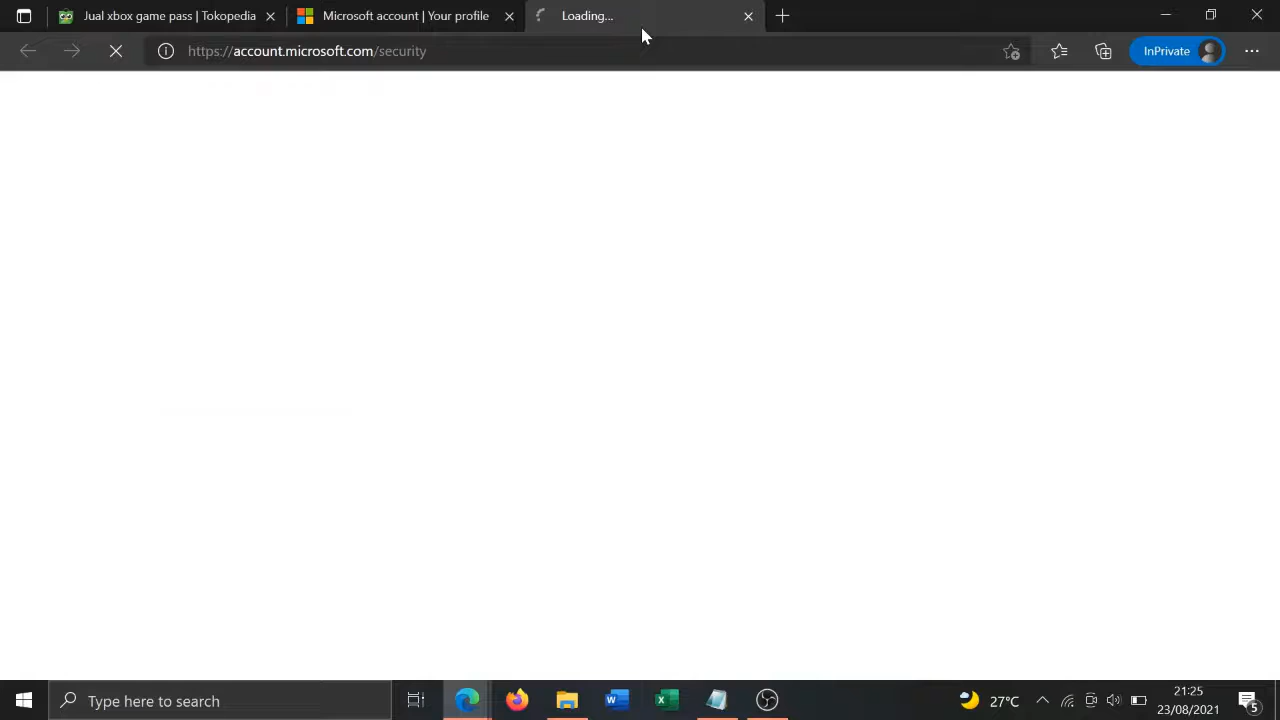 Jual xbox game pass | Tokopedia
Microsoft account | Your profile
Loading...
https://account.microsoft.com/security
InPrivate
Type here to search
27°C
21:25
23/08/2021
5